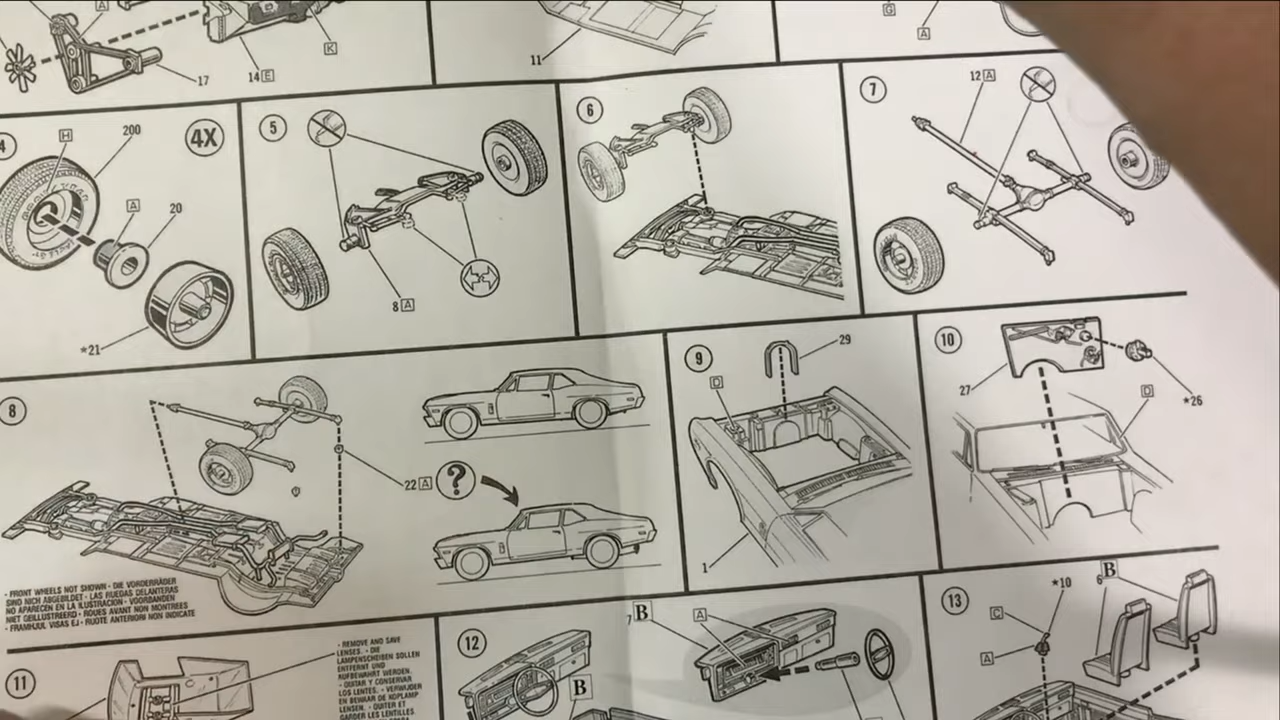 A
K
17
14 E
11
G
A
4
H
200
4X
A
20
*21
5
8 A
6
7
12 A
8
22 A
?
- FRONT WHEELS NOT SHOWN - DIE VORDERRÄDER
SIND NICH ABGEBILDET - LAS RUEGAS DELANTERAS
NO APARECEN EN LA ILUSTRACION - VOORBANDEN
NIET GEILLUSTRIERD - ROUES AVANT NON MONTREES
- FRAMHJUL VISAS EJ - RUOTE ANTERIORI NON INDICATE
9
29
D
1
10
27
D
*26
11
- REMOVE AND SAVE
LENSES. - DIE
LAMPENSCHEIBEN SOLLEN
ENTFERNT UND
AUFBEWAHRT WERDEN.
- QUITAR Y CONSERVAR
LOS LENTES. - VERWIJDER
EN BEWAAR DE KOPLAMP
LENSEN. - QUITER ET
GARDER LES LENTILLES
12
7 B
A
B
13
*10
6 B
C
A